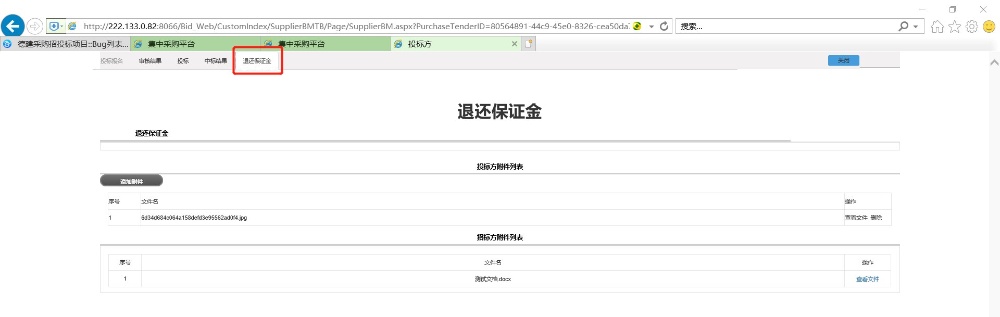 http://222.133.0.82:8066/Bid_Web/CustomIndex/SupplierBMTB/Page/SupplierBM.aspx?PurchaseTenderID=80564891-44c9-45e0-8326-cea50da
搜索...
德建采购招投标项目::Bug列表... 集中采购平台 集中采购平台 投标方
投标报名 审核结果 投标 中标结果 退还保证金 关闭
退还保证金
退还保证金
投标方附件列表
添加附件
序号 文件名 操作
1 6d34d684c064a158defd3e95562ad0f4.jpg 查看文件 删除
招标方附件列表
序号 文件名 操作
1 测试文档.docx 查看文件